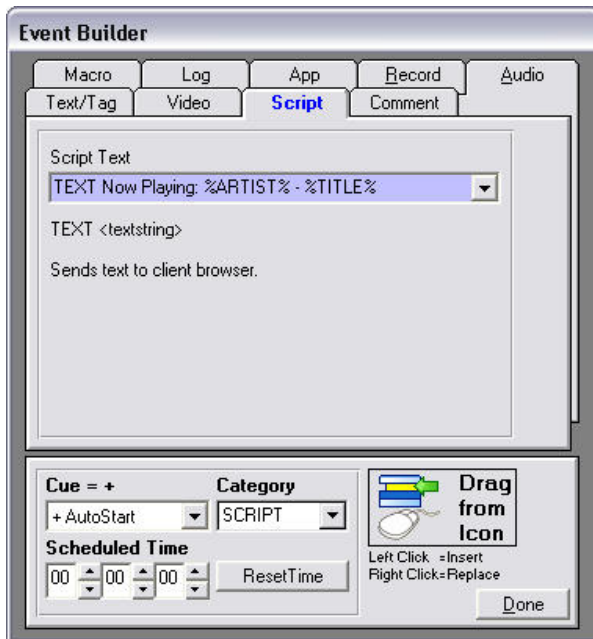 Event Builder
Macro Log App Record Audio
Text/Tag Video Script Comment
Script Text
TEXT Now Playing: %ARTIST% - %TITLE%
TEXT <textstring>
Sends text to client browser.
Cue = + Category
+ AutoStart SCRIPT
Scheduled Time
00 00 00 ResetTime
Drag
from
Icon
Left Click =Insert
Right Click=Replace
Done